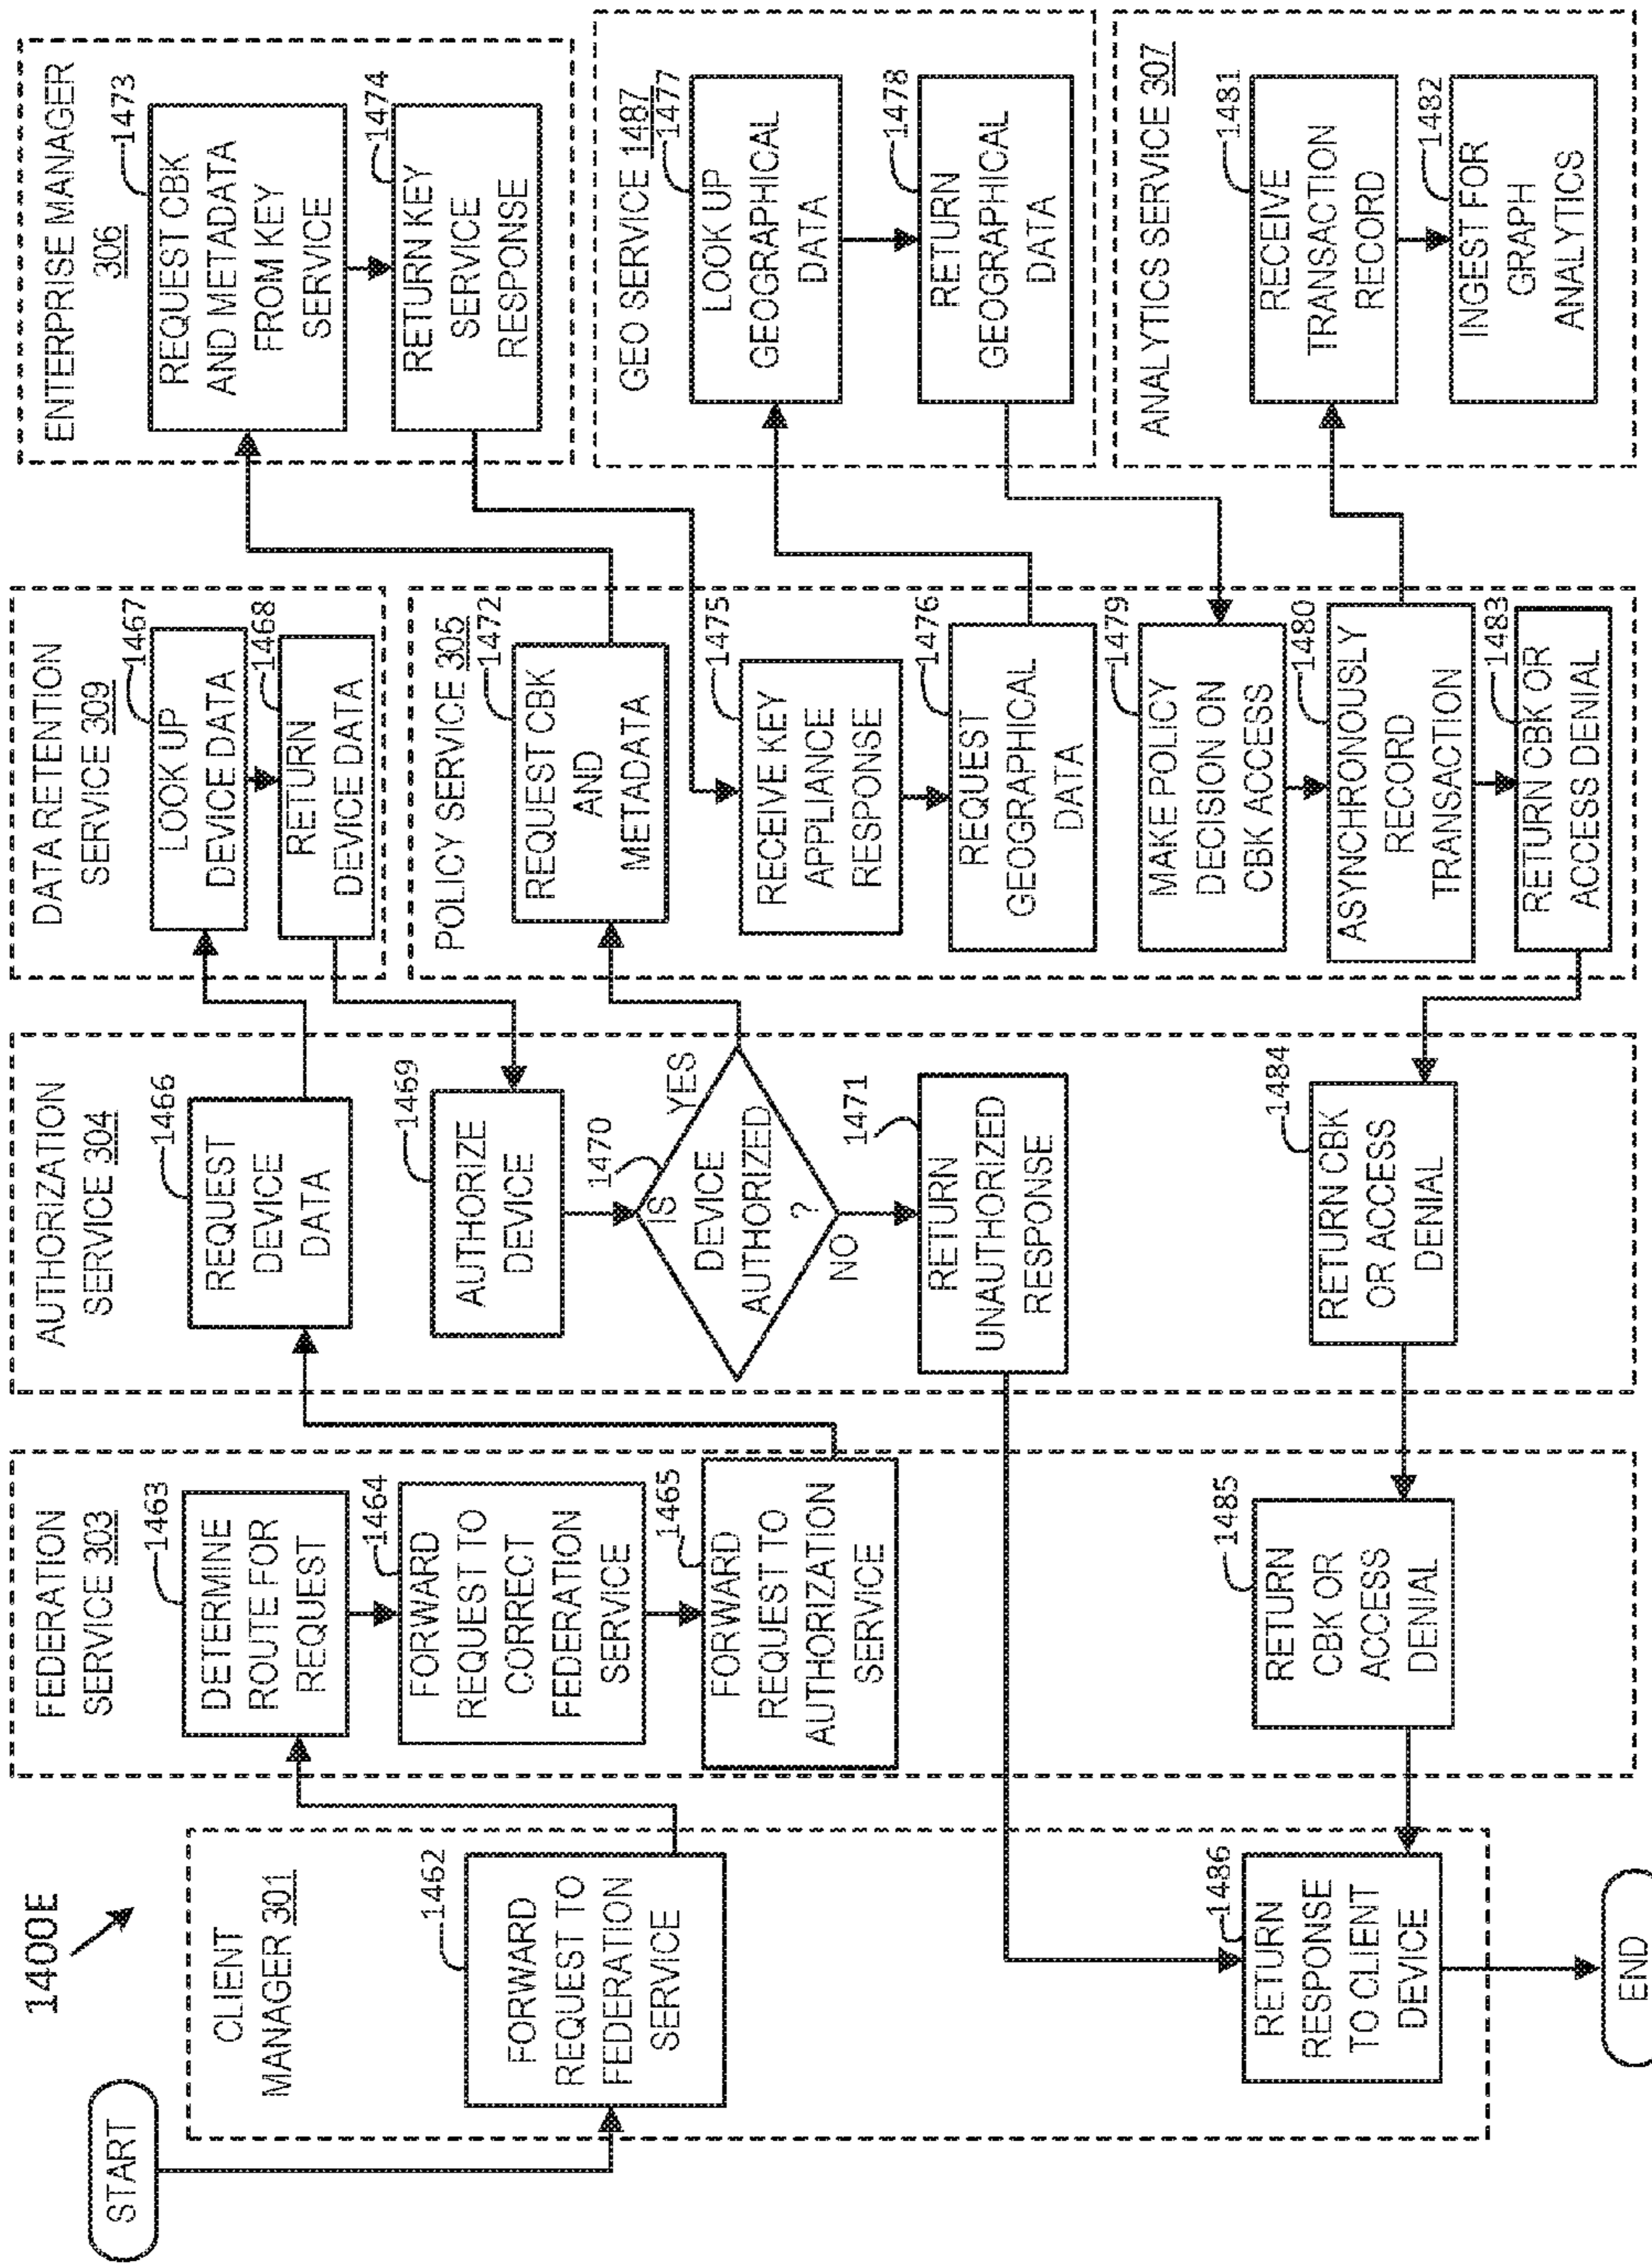 1400E
START
CLIENT
MANAGER 301
1462
FORWARD
REQUEST TO
FEDERATION
SERVICE
1486
RETURN
RESPONSE
TO CLIENT
DEVICE
END
FEDERATION
SERVICE 303
1463
DETERMINE
ROUTE FOR
REQUEST
1464
FORWARD
REQUEST TO
CORRECT
FEDERATION
SERVICE
1465
FORWARD
REQUEST TO
AUTHORIZATION
SERVICE
1485
RETURN
CBK OR
ACCESS
DENIAL
AUTHORIZATION
SERVICE 304
1466
REQUEST
DEVICE
DATA
1469
AUTHORIZE
DEVICE
1470
IS
DEVICE
AUTHORIZED
?
YES
NO
1471
RETURN
UNAUTHORIZED
RESPONSE
1484
RETURN CBK
OR ACCESS
DENIAL
DATA RETENTION
SERVICE 309
1467
LOOK UP
DEVICE DATA
1468
RETURN
DEVICE DATA
POLICY SERVICE 305
1472
REQUEST CBK
AND
METADATA
1475
RECEIVE KEY
APPLIANCE
RESPONSE
1476
REQUEST
GEOGRAPHICAL
DATA
1479
MAKE POLICY
DECISION ON
CBK ACCESS
1480
ASYNCHRONOUSLY
RECORD
TRANSACTION
1483
RETURN CBK OR
ACCESS DENIAL
ENTERPRISE MANAGER
306
1473
REQUEST CBK
AND METADATA
FROM KEY
SERVICE
1474
RETURN KEY
SERVICE
RESPONSE
GEO SERVICE 1487
1477
LOOK UP
GEOGRAPHICAL
DATA
1478
RETURN
GEOGRAPHICAL
DATA
ANALYTICS SERVICE 307
1481
RECEIVE
TRANSACTION
RECORD
1482
INGEST FOR
GRAPH
ANALYTICS